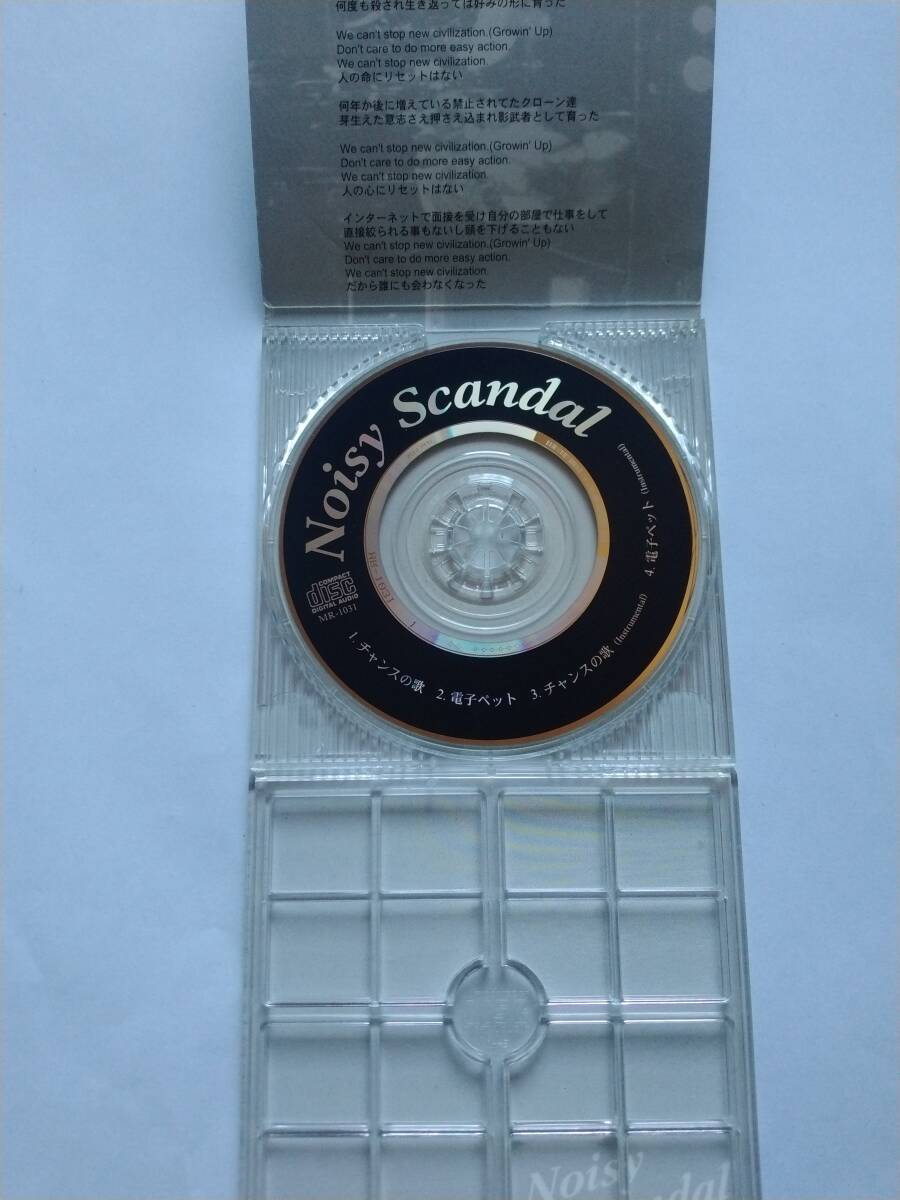 何度も殺され生き返っては好みの形に育った
We can't stop new civilization.(Growin' Up)
Don't care to do more easy action.
We can't stop new civilization.
人の命にリセットはない
何年か後に増えている禁止されてたクローン達
芽生えた意志さえ押さえ込まれ影武者として育った
We can't stop new civilization.(Growin' Up)
Don't care to do more easy action.
We can't stop new civilization.
人の心にリセットはない
インターネットで面接を受け自分の部屋で仕事をして
直接絞られる事もないし頭を下げることもない
We can't stop new civilization.(Growin' Up)
Don't care to do more easy action.
We can't stop new civilization.
だから誰にも会わなくなった
Noisy Scandal
COMPACT
disc
DIGITAL AUDIO
MR-1031
1. チャンスの歌 2. 電子ペット 3. チャンスの歌 (Instrumental) 4. 電子ペット (Instrumental)
Noisy
Scandal